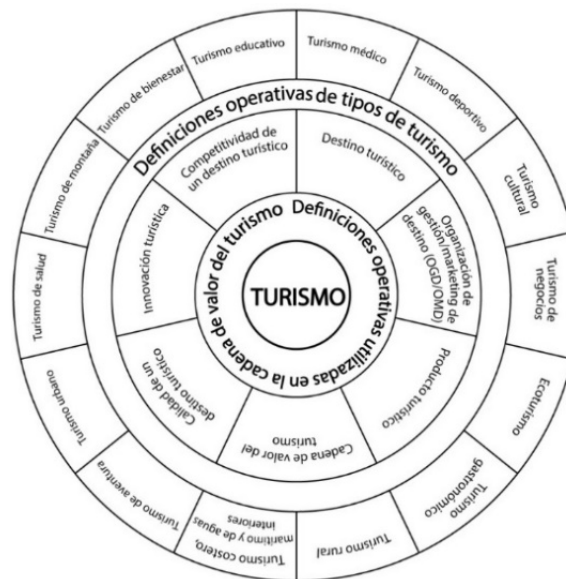 TURISMO
Definiciones operativas utilizadas en la cadena de valor del turismo
Destino turístico
Organización de
gestión/marketing de
destino (OGD/OMD)
Producto turístico
Cadena de valor del
turismo
Calidad de un
destino turístico
Innovación turística
Competitividad de
un destino turístico
Definiciones operativas de tipos de turismo
Turismo médico
Turismo deportivo
Turismo
cultural
Turismo de
negocios
Ecoturismo
Turismo
gastronómico
Turismo rural
Turismo costero,
marítimo y de aguas
interiores
Turismo de aventura
Turismo urbano
Turismo de salud
Turismo de montaña
Turismo de bienestar
Turismo educativo